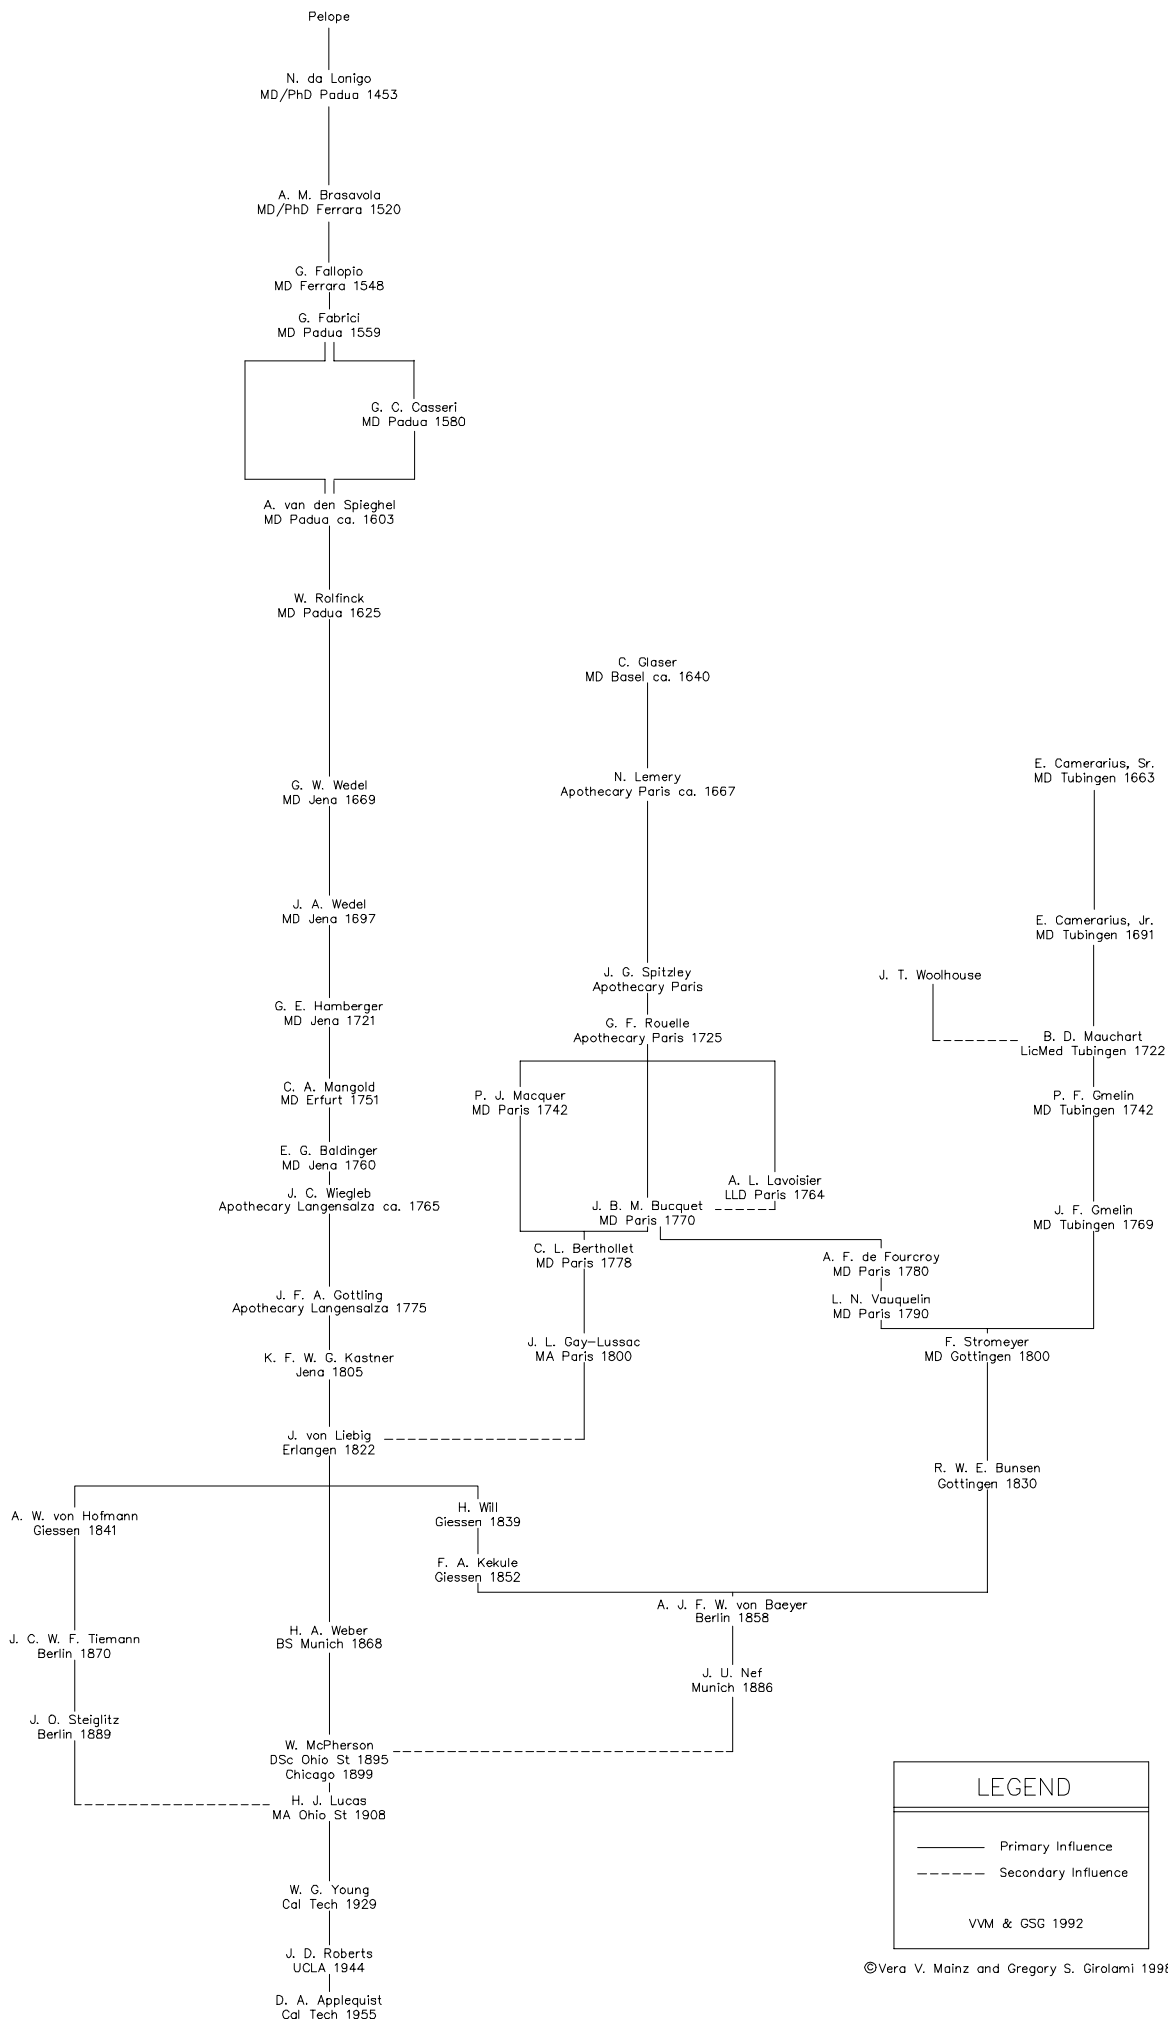 Pelope
N. da Lonigo
MD/PhD Padua 1453
A. M. Brasavola
MD/PhD Ferrara 1520
G. Fallopio
MD Ferrara 1548
G. Fabrici
MD Padua 1559
G. C. Casseri
MD Padua 1580
A. van den Spieghel
MD Padua ca. 1603
W. Rolfinck
MD Padua 1625
C. Glaser
MD Basel ca. 1640
E. Camerarius, Sr.
MD Tubingen 1663
N. Lemery
Apothecary Paris ca. 1667
G. W. Wedel
MD Jena 1669
J. A. Wedel
MD Jena 1697
E. Camerarius, Jr.
MD Tubingen 1691
J. G. Spitzley
Apothecary Paris
J. T. Woolhouse
G. E. Hamberger
MD Jena 1721
G. F. Rouelle
Apothecary Paris 1725
B. D. Mauchart
LicMed Tubingen 1722
C. A. Mangold
MD Erfurt 1751
P. J. Macquer
MD Paris 1742
P. F. Gmelin
MD Tubingen 1742
E. G. Baldinger
MD Jena 1760
J. C. Wiegleb
Apothecary Langensalza ca. 1765
A. L. Lavoisier
LLD Paris 1764
J. B. M. Bucquet
MD Paris 1770
J. F. Gmelin
MD Tubingen 1769
C. L. Berthollet
MD Paris 1778
A. F. de Fourcroy
MD Paris 1780
J. F. A. Gottling
Apothecary Langensalza 1775
L. N. Vauquelin
MD Paris 1790
J. L. Gay-Lussac
MA Paris 1800
F. Stromeyer
MD Gottingen 1800
K. F. W. G. Kastner
Jena 1805
J. von Liebig
Erlangen 1822
R. W. E. Bunsen
Gottingen 1830
A. W. von Hofmann
Giessen 1841
H. Will
Giessen 1839
F. A. Kekule
Giessen 1852
A. J. F. W. von Baeyer
Berlin 1858
J. C. W. F. Tiemann
Berlin 1870
H. A. Weber
BS Munich 1868
J. U. Nef
Munich 1886
J. O. Steiglitz
Berlin 1889
W. McPherson
DSc Ohio St 1895
Chicago 1899
H. J. Lucas
MA Ohio St 1908
W. G. Young
Cal Tech 1929
J. D. Roberts
UCLA 1944
D. A. Applequist
Cal Tech 1955
LEGEND
Primary Influence
Secondary Influence
VVM & GSG 1992
©Vera V. Mainz and Gregory S. Girolami 1998